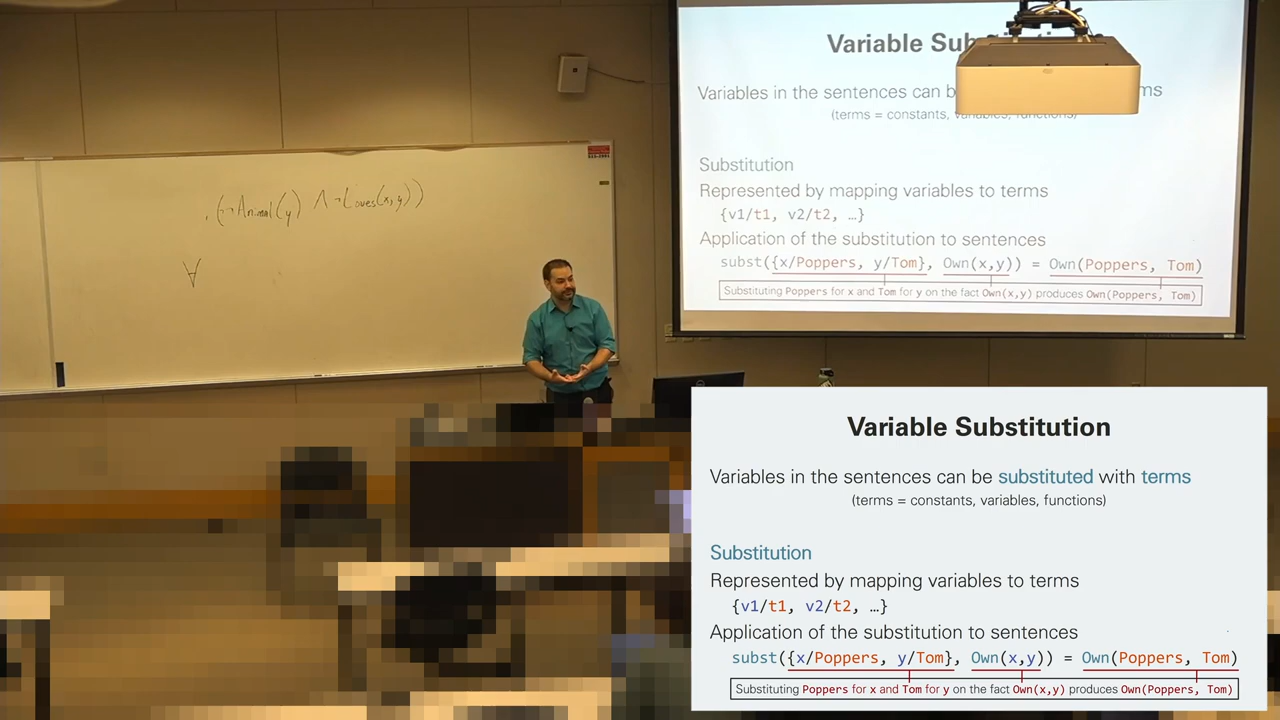 (¬Animal(y) ∧ ¬Loves(x,y))
∀
Variables in the sentences can b
ms
Substitution
Represented by mapping variables to terms
{v1/t1, v2/t2, …}
Application of the substitution to sentences
subst({x/Poppers, y/Tom}, Own(x,y)) = Own(Poppers, Tom)
Substituting Poppers for x and Tom for y on the fact Own(x,y) produces Own(Poppers, Tom)
Variable Substitution
Variables in the sentences can be substituted with terms
(terms = constants, variables, functions)
Substitution
Represented by mapping variables to terms
{v1/t1, v2/t2, …}
Application of the substitution to sentences
subst({x/Poppers, y/Tom}, Own(x,y)) = Own(Poppers, Tom)
Substituting Poppers for x and Tom for y on the fact Own(x,y) produces Own(Poppers, Tom)